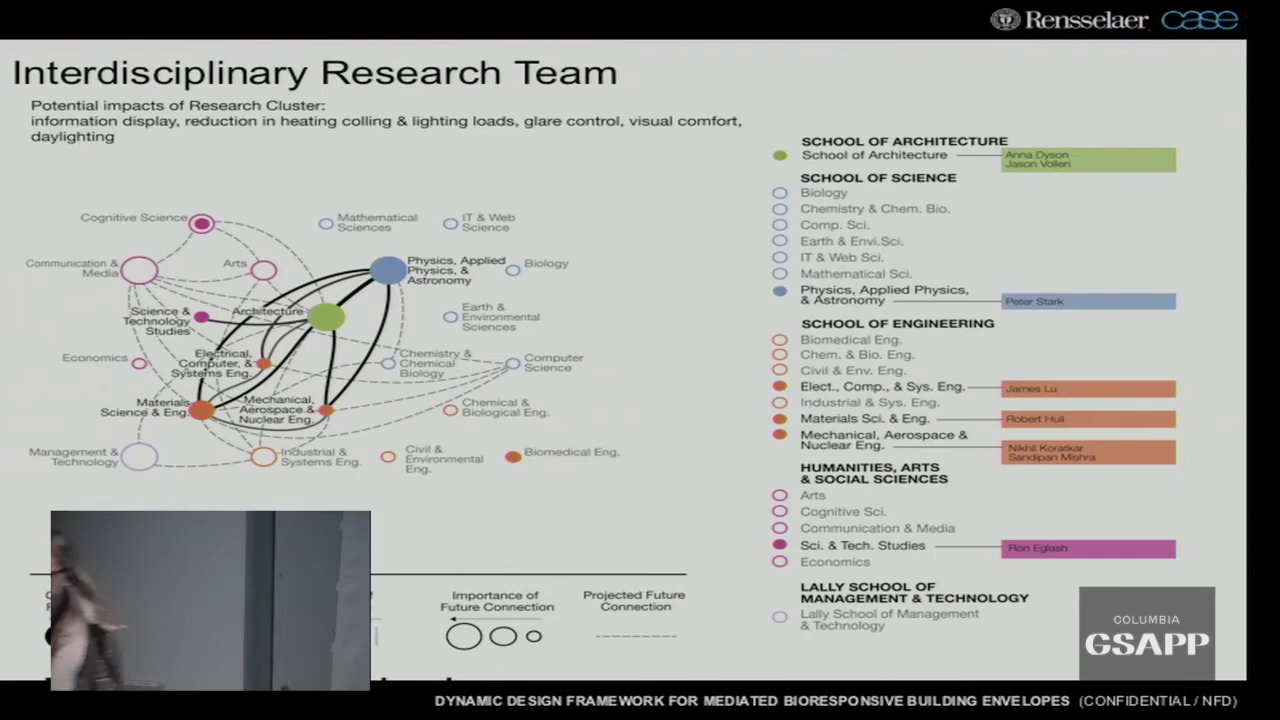 Rensselaer case
Interdisciplinary Research Team
Potential impacts of Research Cluster:
information display, reduction in heating colling & lighting loads, glare control, visual comfort,
daylighting
Cognitive Science
Mathematical
Sciences
IT & Web
Science
Communication &
Media
Arts
Physics, Applied
Physics, &
Astronomy
Biology
Science &
Technology
Studies
Architecture
Earth &
Environmental
Sciences
Economics
Electrical,
Computer, &
Systems Eng.
Chemistry &
Chemical
Biology
Computer
Science
Materials
Science & Eng.
Mechanical,
Aerospace &
Nuclear Eng.
Chemical &
Biological Eng.
Management &
Technology
Industrial &
Systems Eng.
Civil &
Environmental
Eng.
Biomedical Eng.
Importance of
Future Connection
Projected Future
Connection
SCHOOL OF ARCHITECTURE
School of Architecture
Anna Dyson
Jason Vollen
SCHOOL OF SCIENCE
Biology
Chemistry & Chem. Bio.
Comp. Sci.
Earth & Envi.Sci.
IT & Web Sci.
Mathematical Sci.
Physics, Applied Physics,
& Astronomy
Peter Stark
SCHOOL OF ENGINEERING
Biomedical Eng.
Chem. & Bio. Eng.
Civil & Env. Eng.
Elect., Comp., & Sys. Eng.
James Lu
Industrial & Sys. Eng.
Materials Sci. & Eng.
Robert Hull
Mechanical, Aerospace &
Nuclear Eng.
Nikhil Koratkar
Sandipan Mishra
HUMANITIES, ARTS
& SOCIAL SCIENCES
Arts
Cognitive Sci.
Communication & Media
Sci. & Tech. Studies
Ron Eglash
Economics
LALLY SCHOOL OF
MANAGEMENT & TECHNOLOGY
Lally School of Management
& Technology
COLUMBIA
GSAPP
DYNAMIC DESIGN FRAMEWORK FOR MEDIATED BIORESPONSIVE BUILDING ENVELOPES (CONFIDENTIAL / NFD)